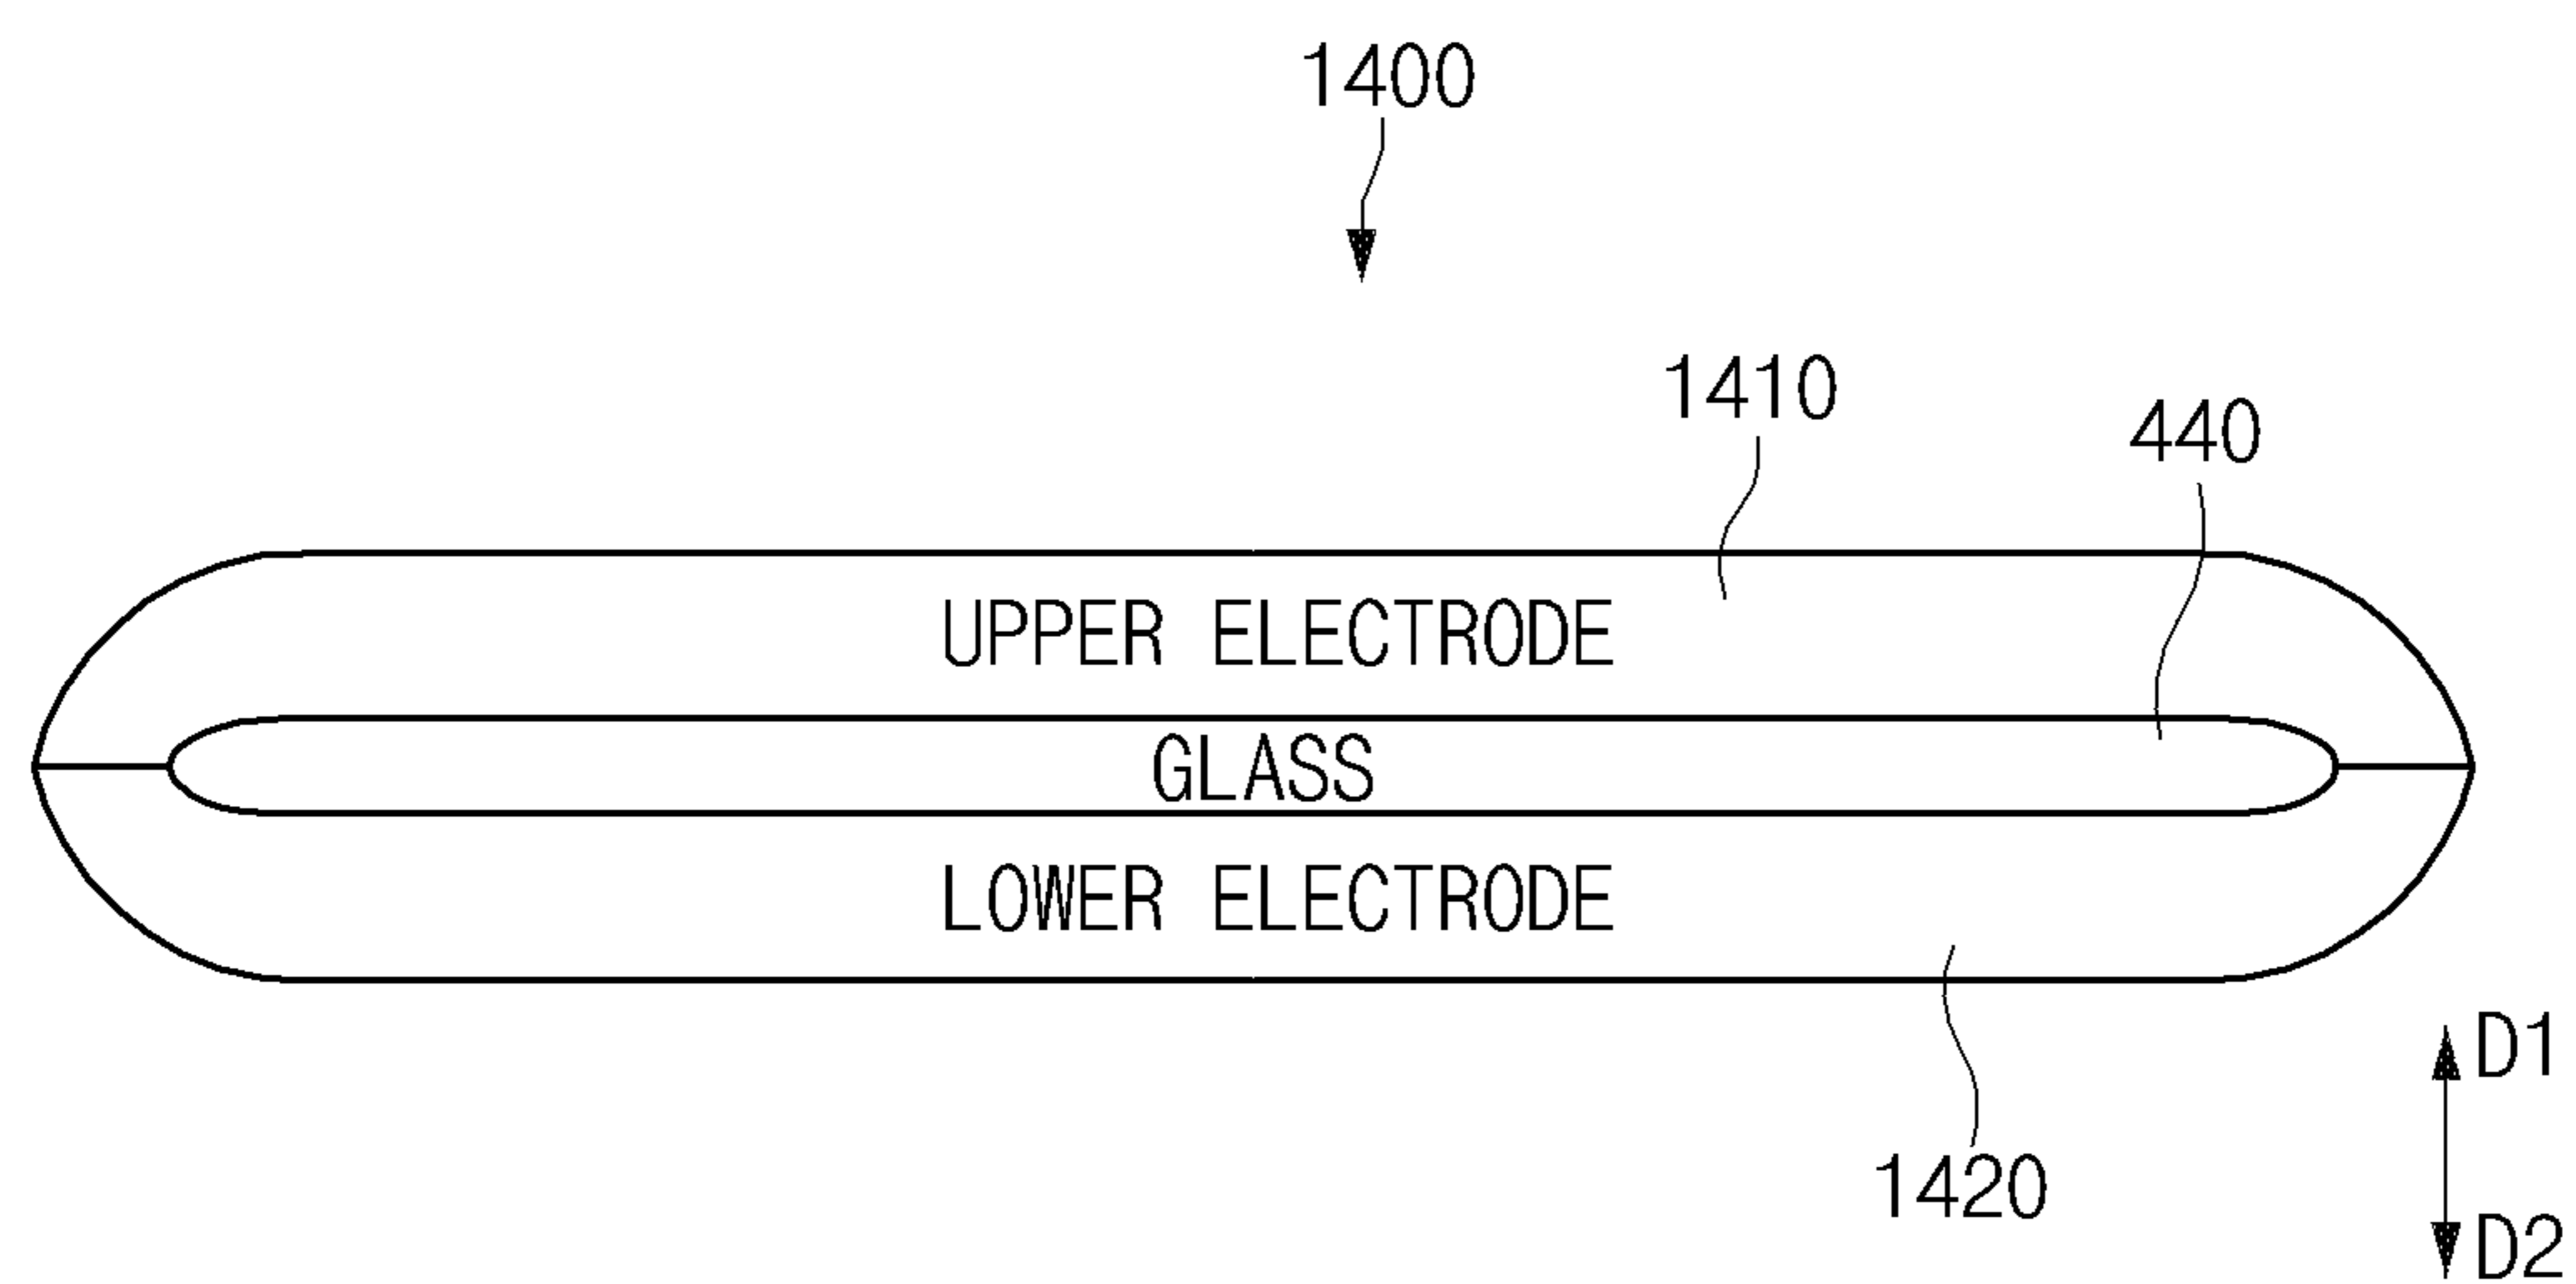 1400
1410
440
UPPER ELECTRODE
GLASS
LOWER ELECTRODE
D1
1420
D2